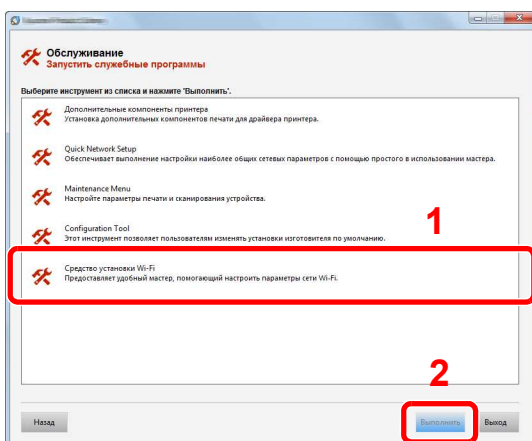 Обслуживание
Запустить служебные программы
Выберите инструмент из списка и нажмите 'Выполнить'.
Дополнительные компоненты принтера
Установка дополнительных компонентов печати для драйвера принтера.
Quick Network Setup
Обеспечивает выполнение настройки наиболее общих сетевых параметров с помощью простого в использовании мастера.
Maintenance Menu
Настройте параметры печати и сканирования устройства.
1
Configuration Tool
Этот инструмент позволяет пользователям изменять установки изготовителя по умолчанию.
Средство установки Wi-Fi
Предоставляет удобный мастер, помогающий настроить параметры сети Wi-Fi.
2
Назад
Выполнить
Выход